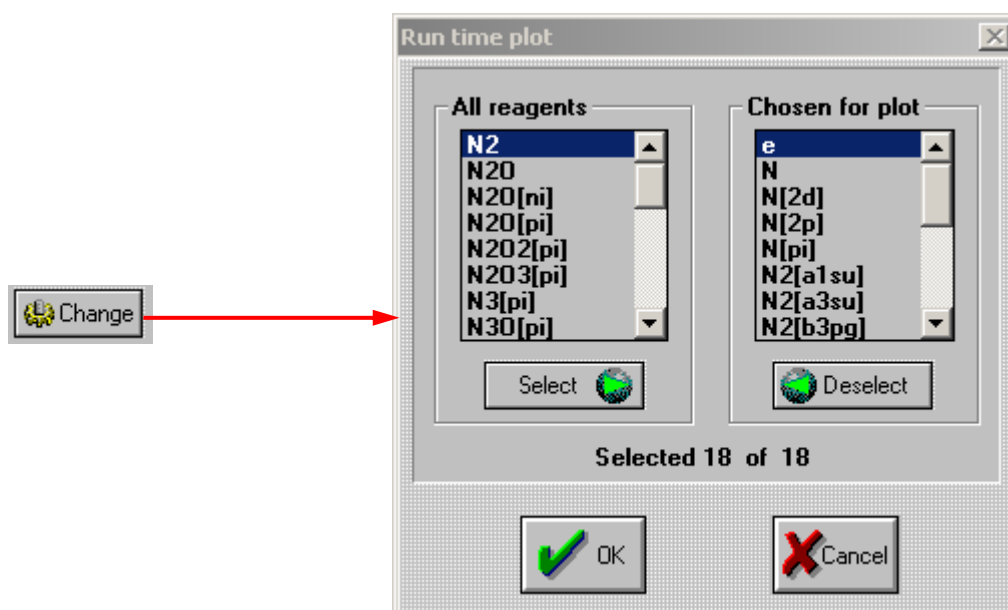 Run time plot
All reagents
N2
N2O
N2O[ni]
N2O[pi]
N2O2[pi]
N2O3[pi]
N3[pi]
N3O[pi]
Select
Chosen for plot
e
N
N[2d]
N[2p]
N[pi]
N2[a1su]
N2[a3su]
N2[b3pg]
Deselect
Change
Selected 18 of 18
OK
Cancel